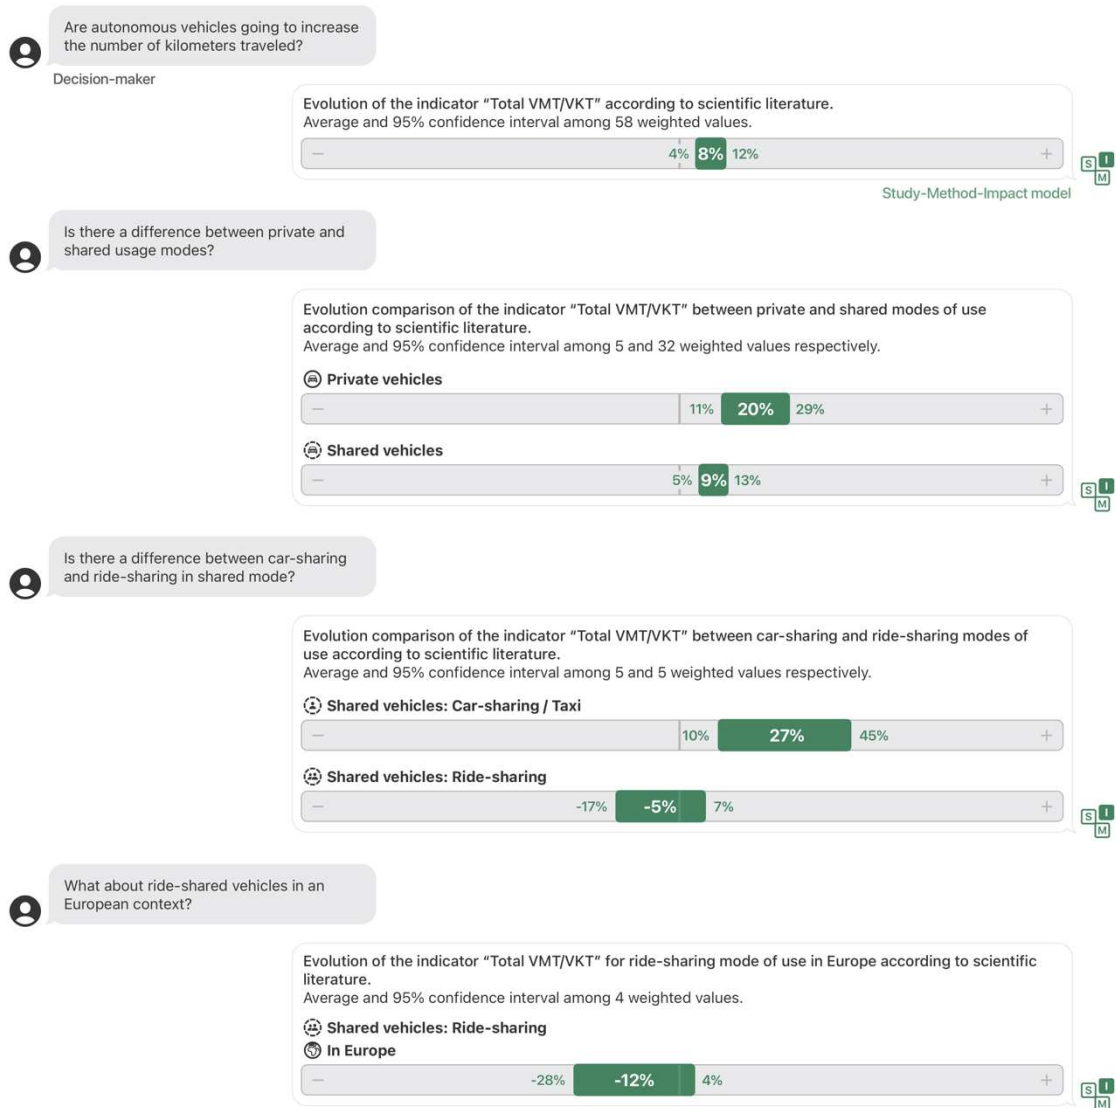 Are autonomous vehicles going to increase
the number of kilometers traveled?
Decision-maker
Evolution of the indicator “Total VMT/VKT” according to scientific literature.
Average and 95% confidence interval among 58 weighted values.
− 4% 8% 12% +
S I
M
Study-Method-Impact model
Is there a difference between private and
shared usage modes?
Evolution comparison of the indicator “Total VMT/VKT” between private and shared modes of use
according to scientific literature.
Average and 95% confidence interval among 5 and 32 weighted values respectively.
Private vehicles
− 11% 20% 29% +
Shared vehicles
− 5% 9% 13% +
S I
M
Is there a difference between car-sharing
and ride-sharing in shared mode?
Evolution comparison of the indicator “Total VMT/VKT” between car-sharing and ride-sharing modes of
use according to scientific literature.
Average and 95% confidence interval among 5 and 5 weighted values respectively.
Shared vehicles: Car-sharing / Taxi
− 10% 27% 45% +
Shared vehicles: Ride-sharing
− -17% -5% 7% +
S I
M
What about ride-shared vehicles in an
European context?
Evolution of the indicator “Total VMT/VKT” for ride-sharing mode of use in Europe according to scientific
literature.
Average and 95% confidence interval among 4 weighted values.
Shared vehicles: Ride-sharing
In Europe
− -28% -12% 4% +
S I
M